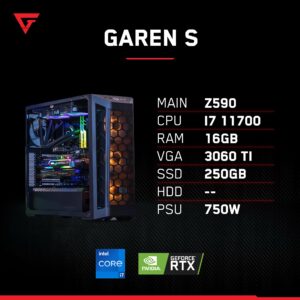 GAREN S
MAIN Z590
CPU I7 11700
RAM 16GB
VGA 3060 TI
SSD 250GB
HDD --
PSU 750W
intel
CORE
i7
NVIDIA
GEFORCE
RTX